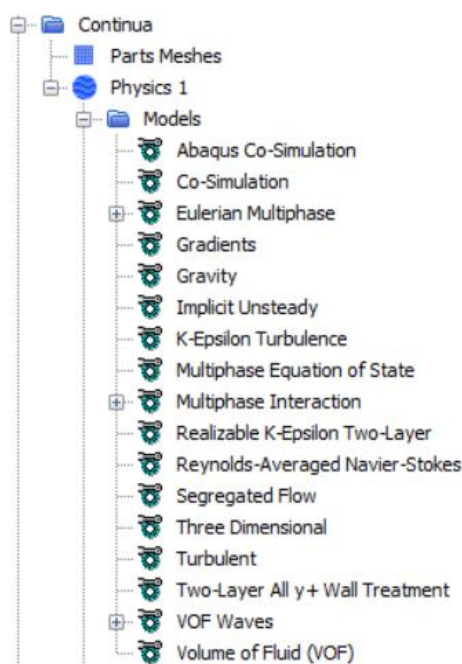 Continua
Parts Meshes
Physics 1
Models
Abaqus Co-Simulation
Co-Simulation
Eulerian Multiphase
Gradients
Gravity
Implicit Unsteady
K-Epsilon Turbulence
Multiphase Equation of State
Multiphase Interaction
Realizable K-Epsilon Two-Layer
Reynolds-Averaged Navier-Stokes
Segregated Flow
Three Dimensional
Turbulent
Two-Layer All y+ Wall Treatment
VOF Waves
Volume of Fluid (VOF)